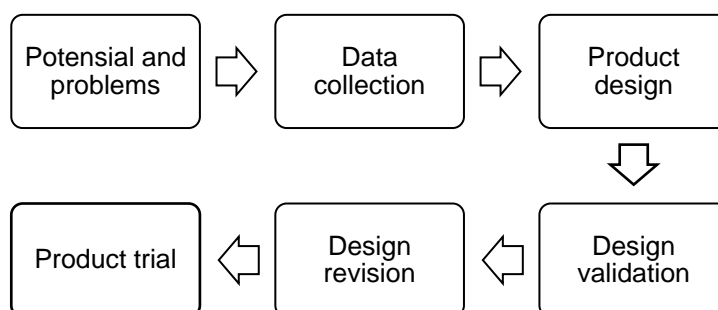 Potensial and
problems
Data
collection
Product
design
Design
validation
Design
revision
Product trial